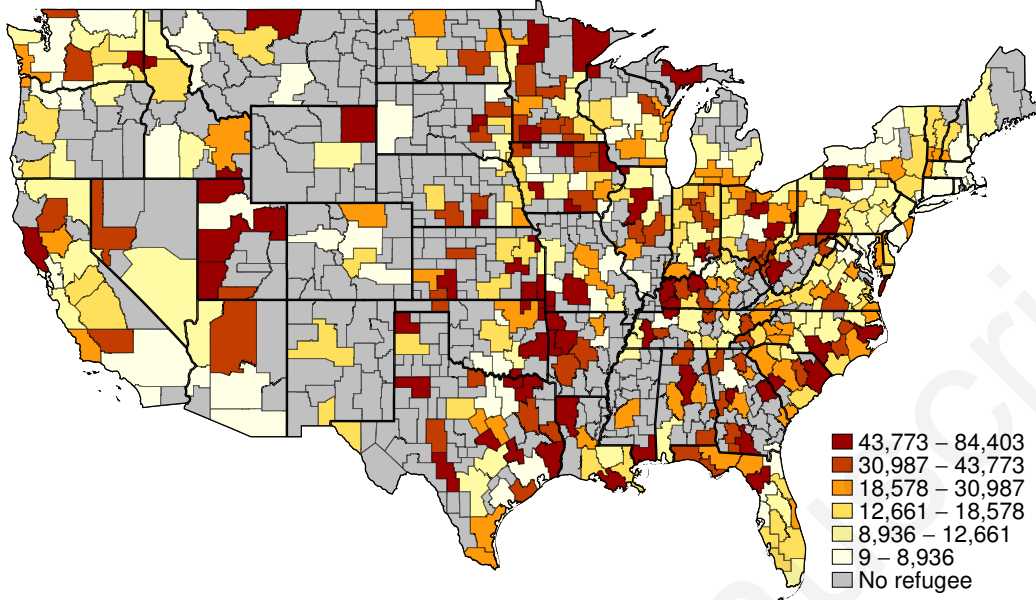 43,773 – 84,403
30,987 – 43,773
18,578 – 30,987
12,661 – 18,578
8,936 – 12,661
9 – 8,936
No refugee